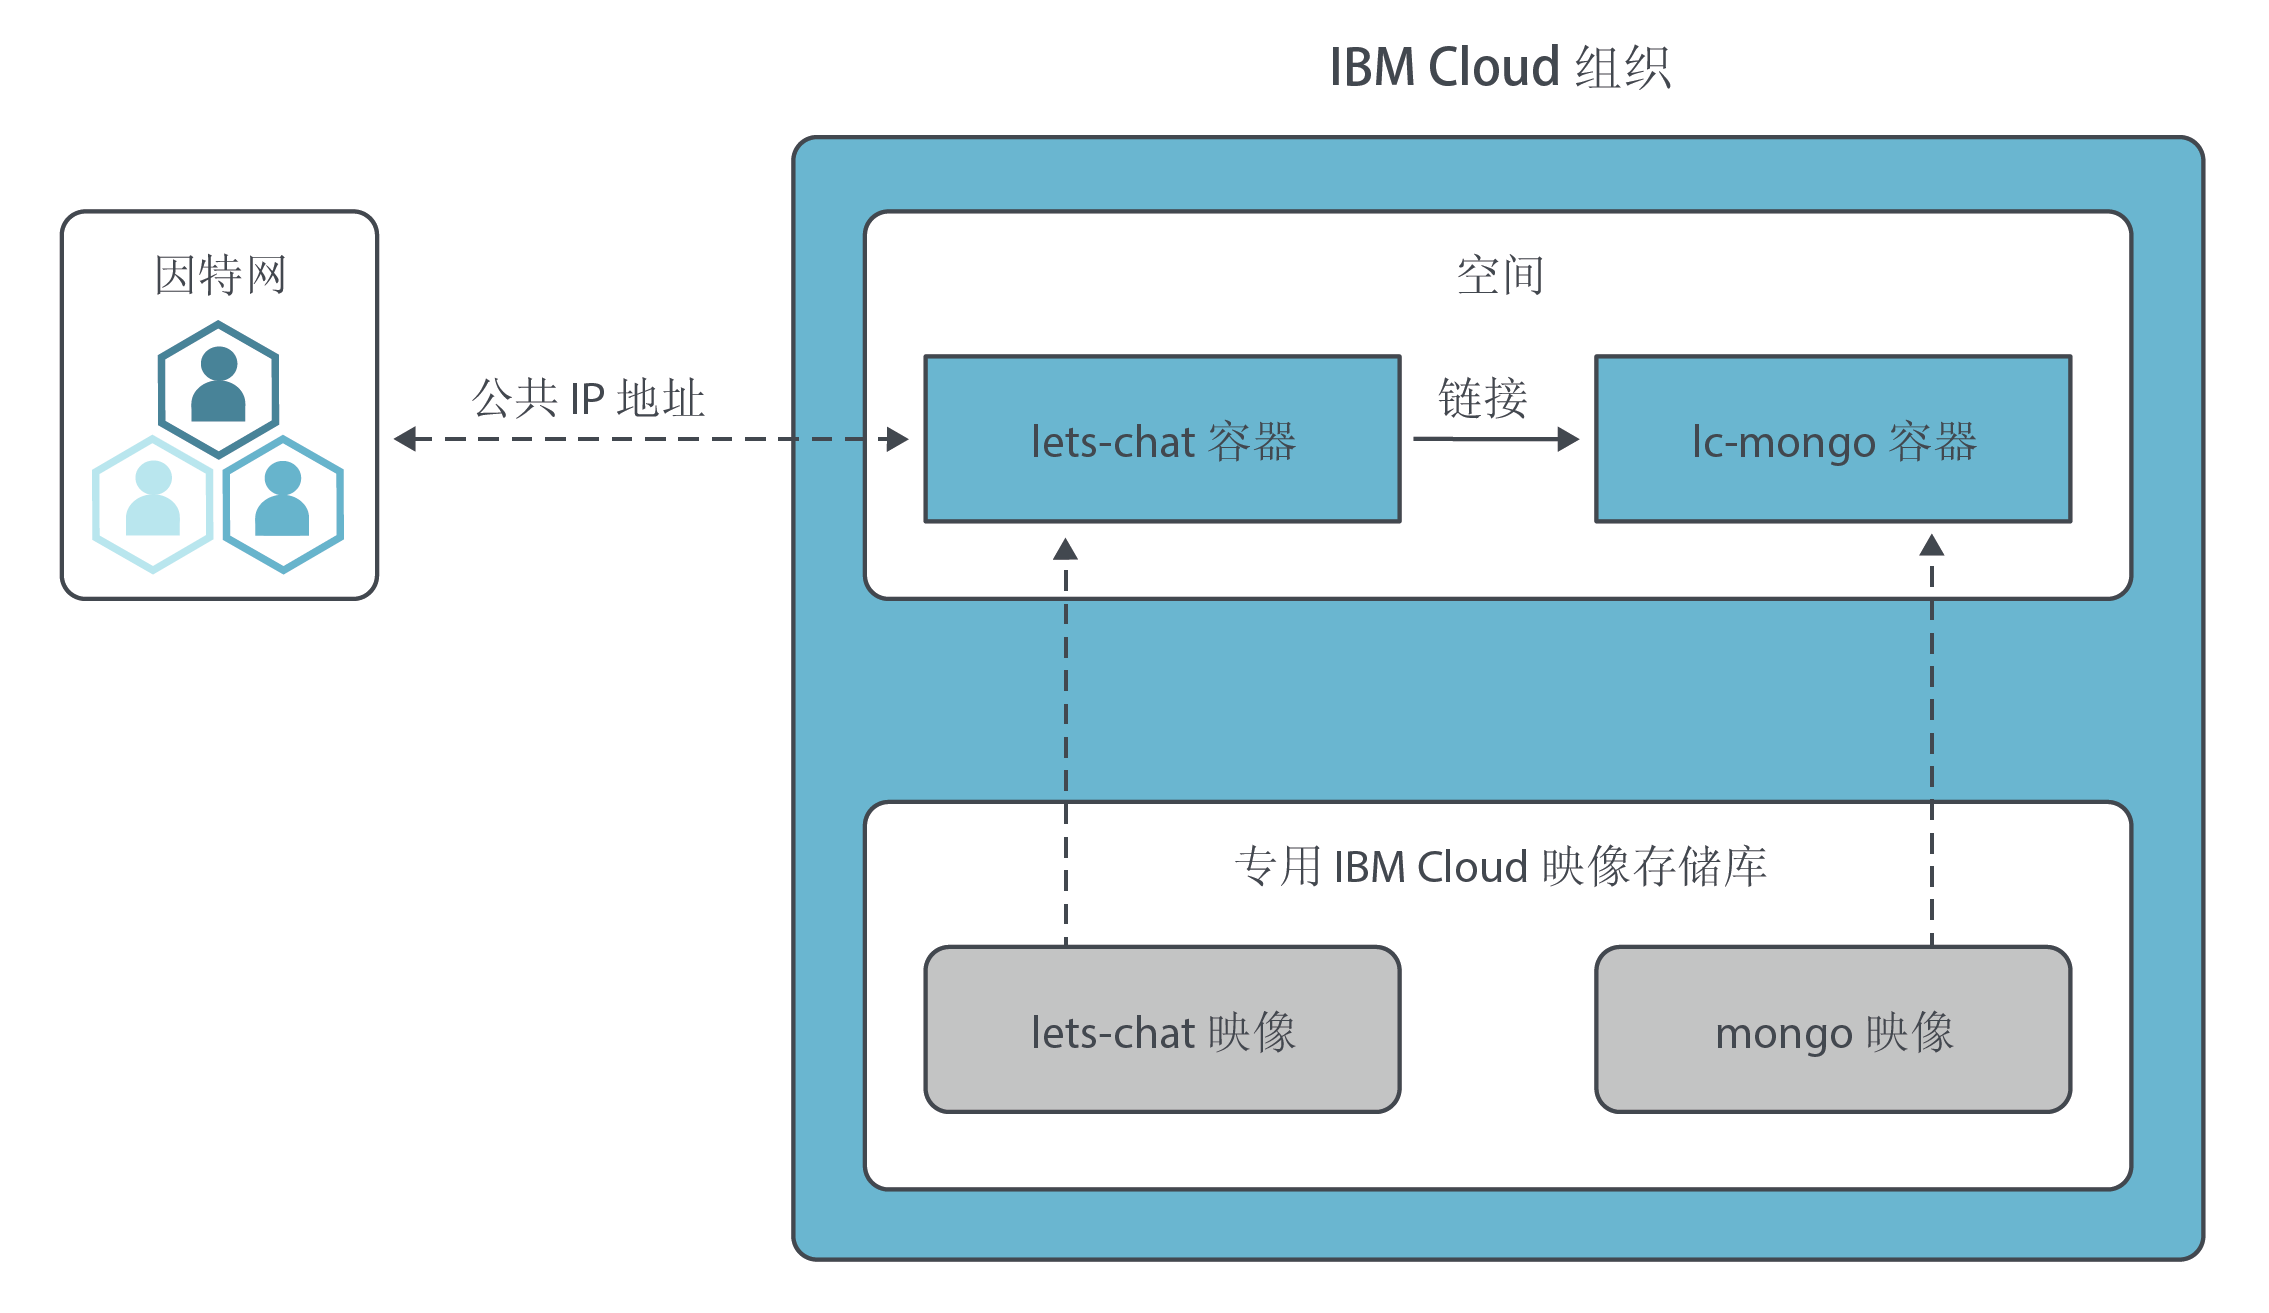 IBM Cloud 组织
因特网
空间
公共 IP 地址
链接
lets-chat 容器
lc-mongo 容器
专用 IBM Cloud 映像存储库
lets-chat 映像
mongo 映像